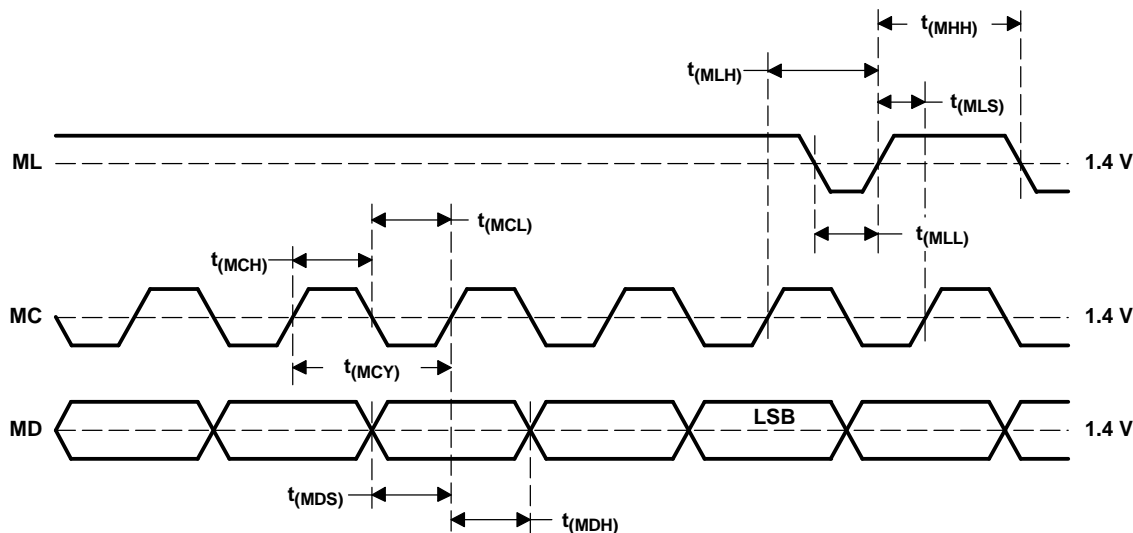 t(MHH)
t(MLH)
t(MLS)
ML
1.4 V
t(MCL)
t(MLL)
t(MCH)
MC
1.4 V
t(MCY)
MD
LSB
1.4 V
t(MDS)
t(MDH)